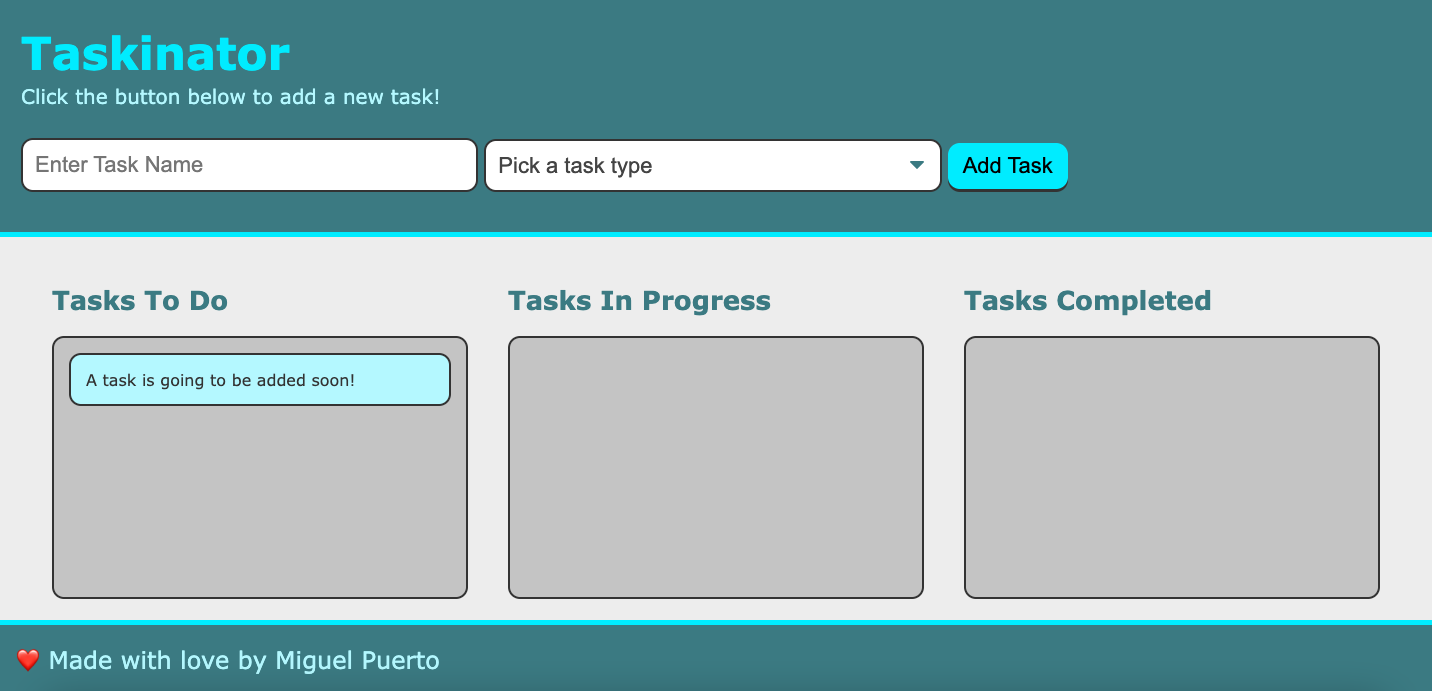 Taskinator
Click the button below to add a new task!
Enter Task Name
Pick a task type
Add Task
Tasks To Do
Tasks In Progress
Tasks Completed
A task is going to be added soon!
❤️ Made with love by Miguel Puerto